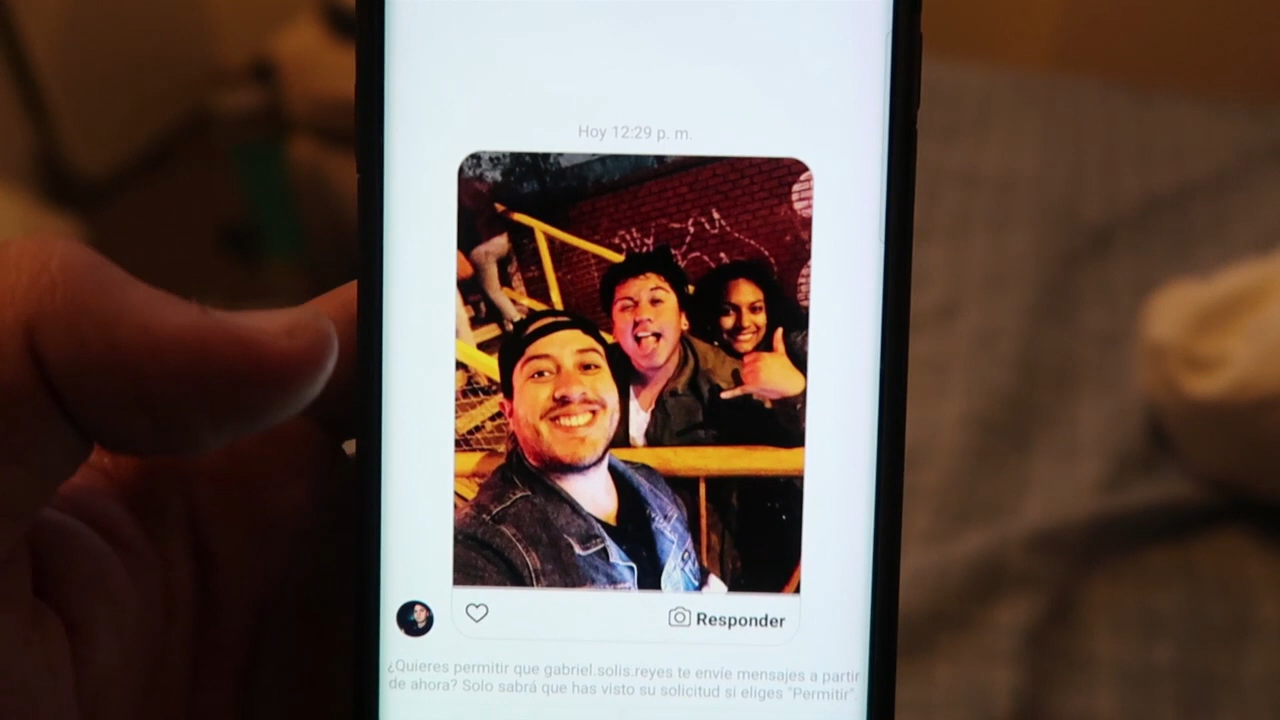 Hoy 12:29 p. m.
Responder
¿Quieres permitir que gabriel.solis.reyes te envíe mensajes a partir
de ahora? Solo sabrá que has visto su solicitud si eliges "Permitir".